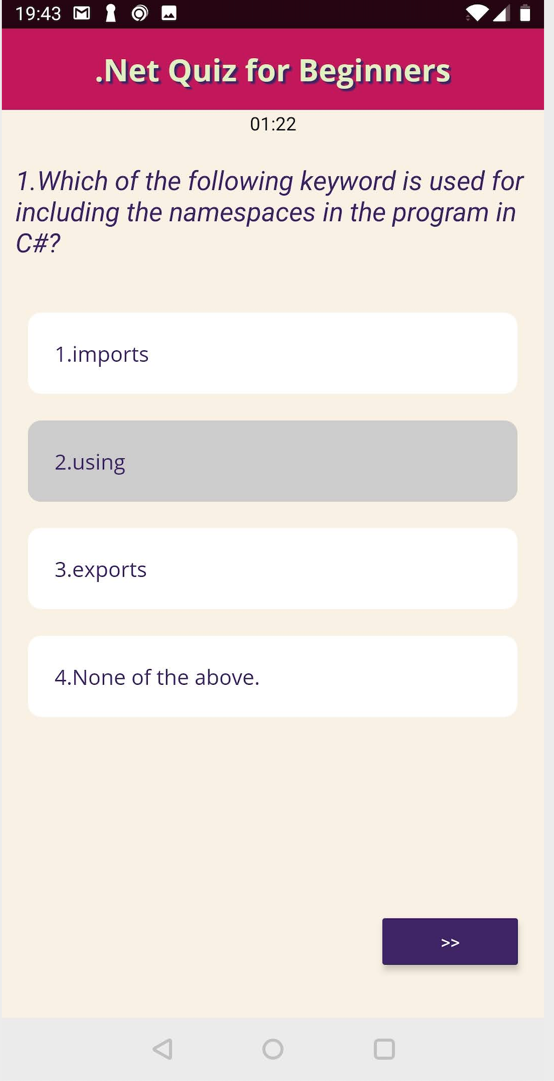 19:43
.Net Quiz for Beginners
01:22
1.Which of the following keyword is used for
including the namespaces in the program in
C#?
1.imports
2.using
3.exports
4.None of the above.
>>